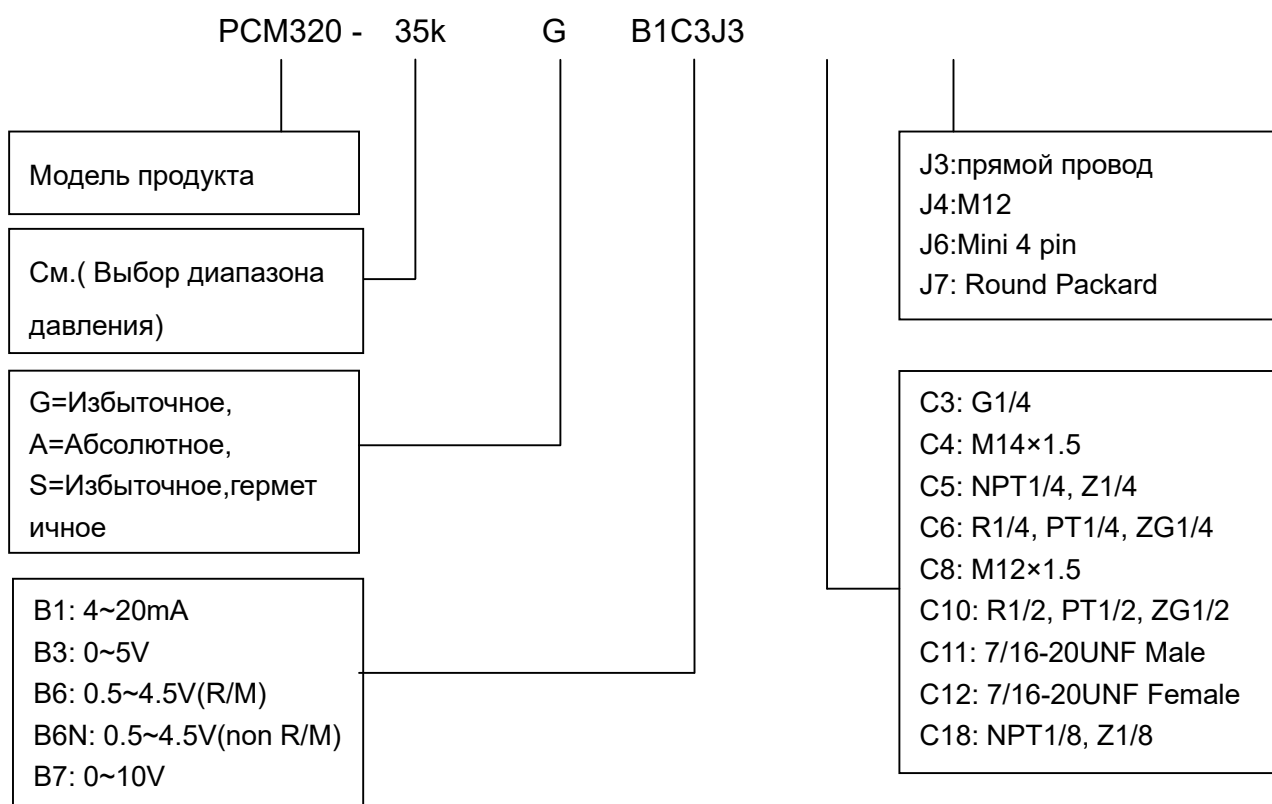 PCM320 - 35k G B1C3J3
Модель продукта
См.( Выбор диапазона
давления)
G=Избыточное,
A=Абсолютное,
S=Избыточное,гермет
ичное
B1: 4~20mA
B3: 0~5V
B6: 0.5~4.5V(R/M)
B6N: 0.5~4.5V(non R/M)
B7: 0~10V
J3:прямой провод
J4:M12
J6:Mini 4 pin
J7: Round Packard
C3: G1/4
C4: M14×1.5
C5: NPT1/4, Z1/4
C6: R1/4, PT1/4, ZG1/4
C8: M12×1.5
C10: R1/2, PT1/2, ZG1/2
C11: 7/16-20UNF Male
C12: 7/16-20UNF Female
C18: NPT1/8, Z1/8